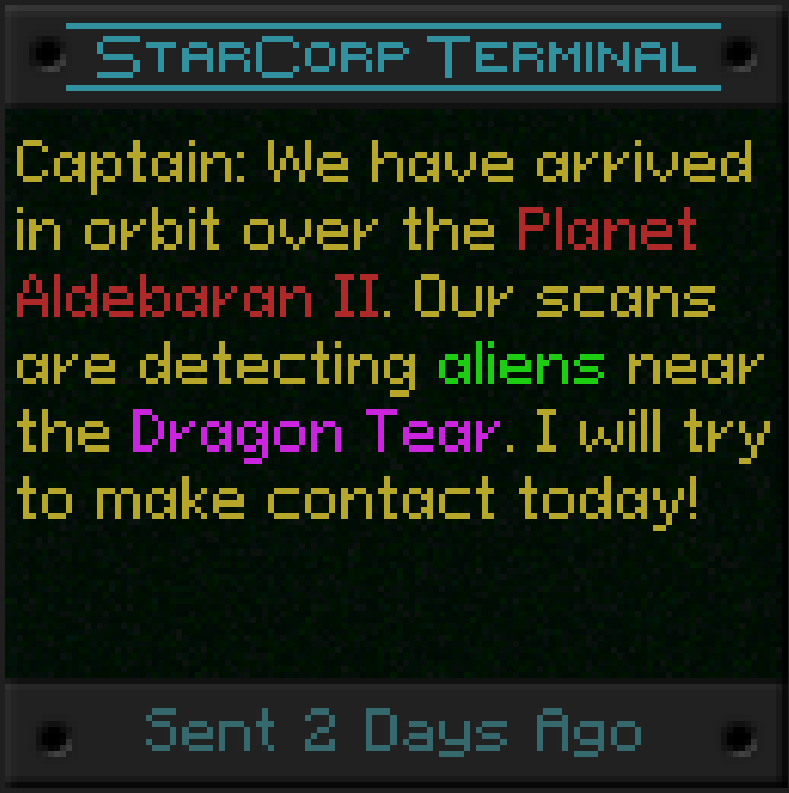 StarCorp Terminal
Captain: We have arrived
in orbit over the Planet
Aldebaran II. Our scans
are detecting aliens near
the Dragon Tear. I will try
to make contact today!
Sent 2 Days Ago